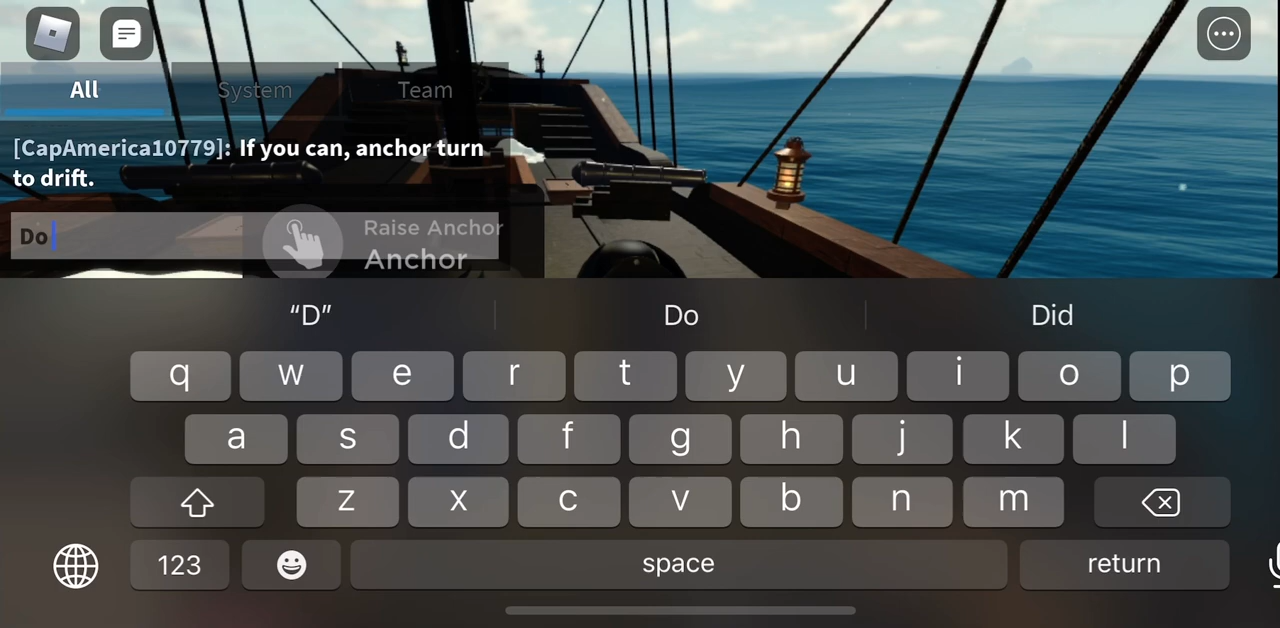 All System Team
[CapAmerica10779]: If you can, anchor turn
to drift.
Do
Raise Anchor
Anchor
“D” Do Did
q w e r t y u i o p
a s d f g h j k l
z x c v b n m
123 space return